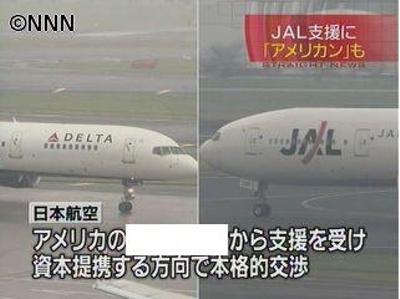 ©NNN
JAL支援に
「アメリカン」も
STRAIGHT NEWS
DELTA
JAL
日本航空
アメリカの
から支援を受け
資本提携する方向で本格的交渉